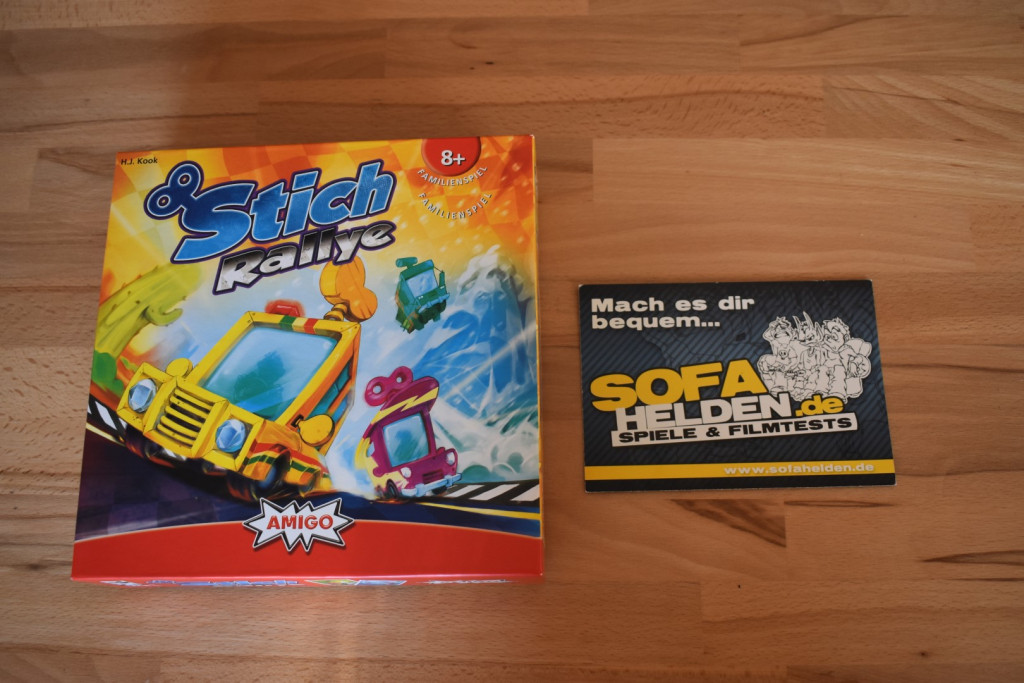 H.J. Kook
8+
FAMILIENSPIEL
FAMILIENSPIEL
Stich
Rallye
AMIGO
Mach es dir
bequem...
SOFA
HELDEN.de
SPIELE & FILMTESTS
www.sofahelden.de